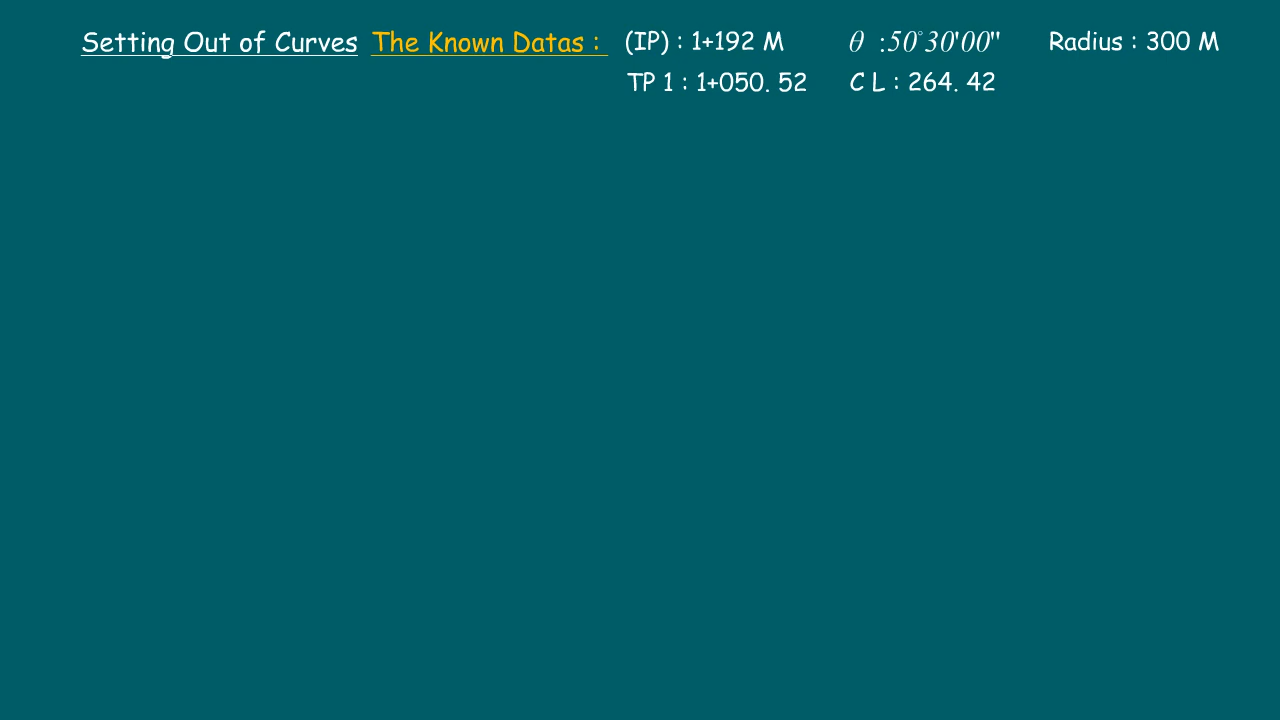 Setting Out of Curves The Known Datas : (IP) : 1+192 M θ :50°30'00" Radius : 300 M
TP 1 : 1+050. 52 C L : 264. 42